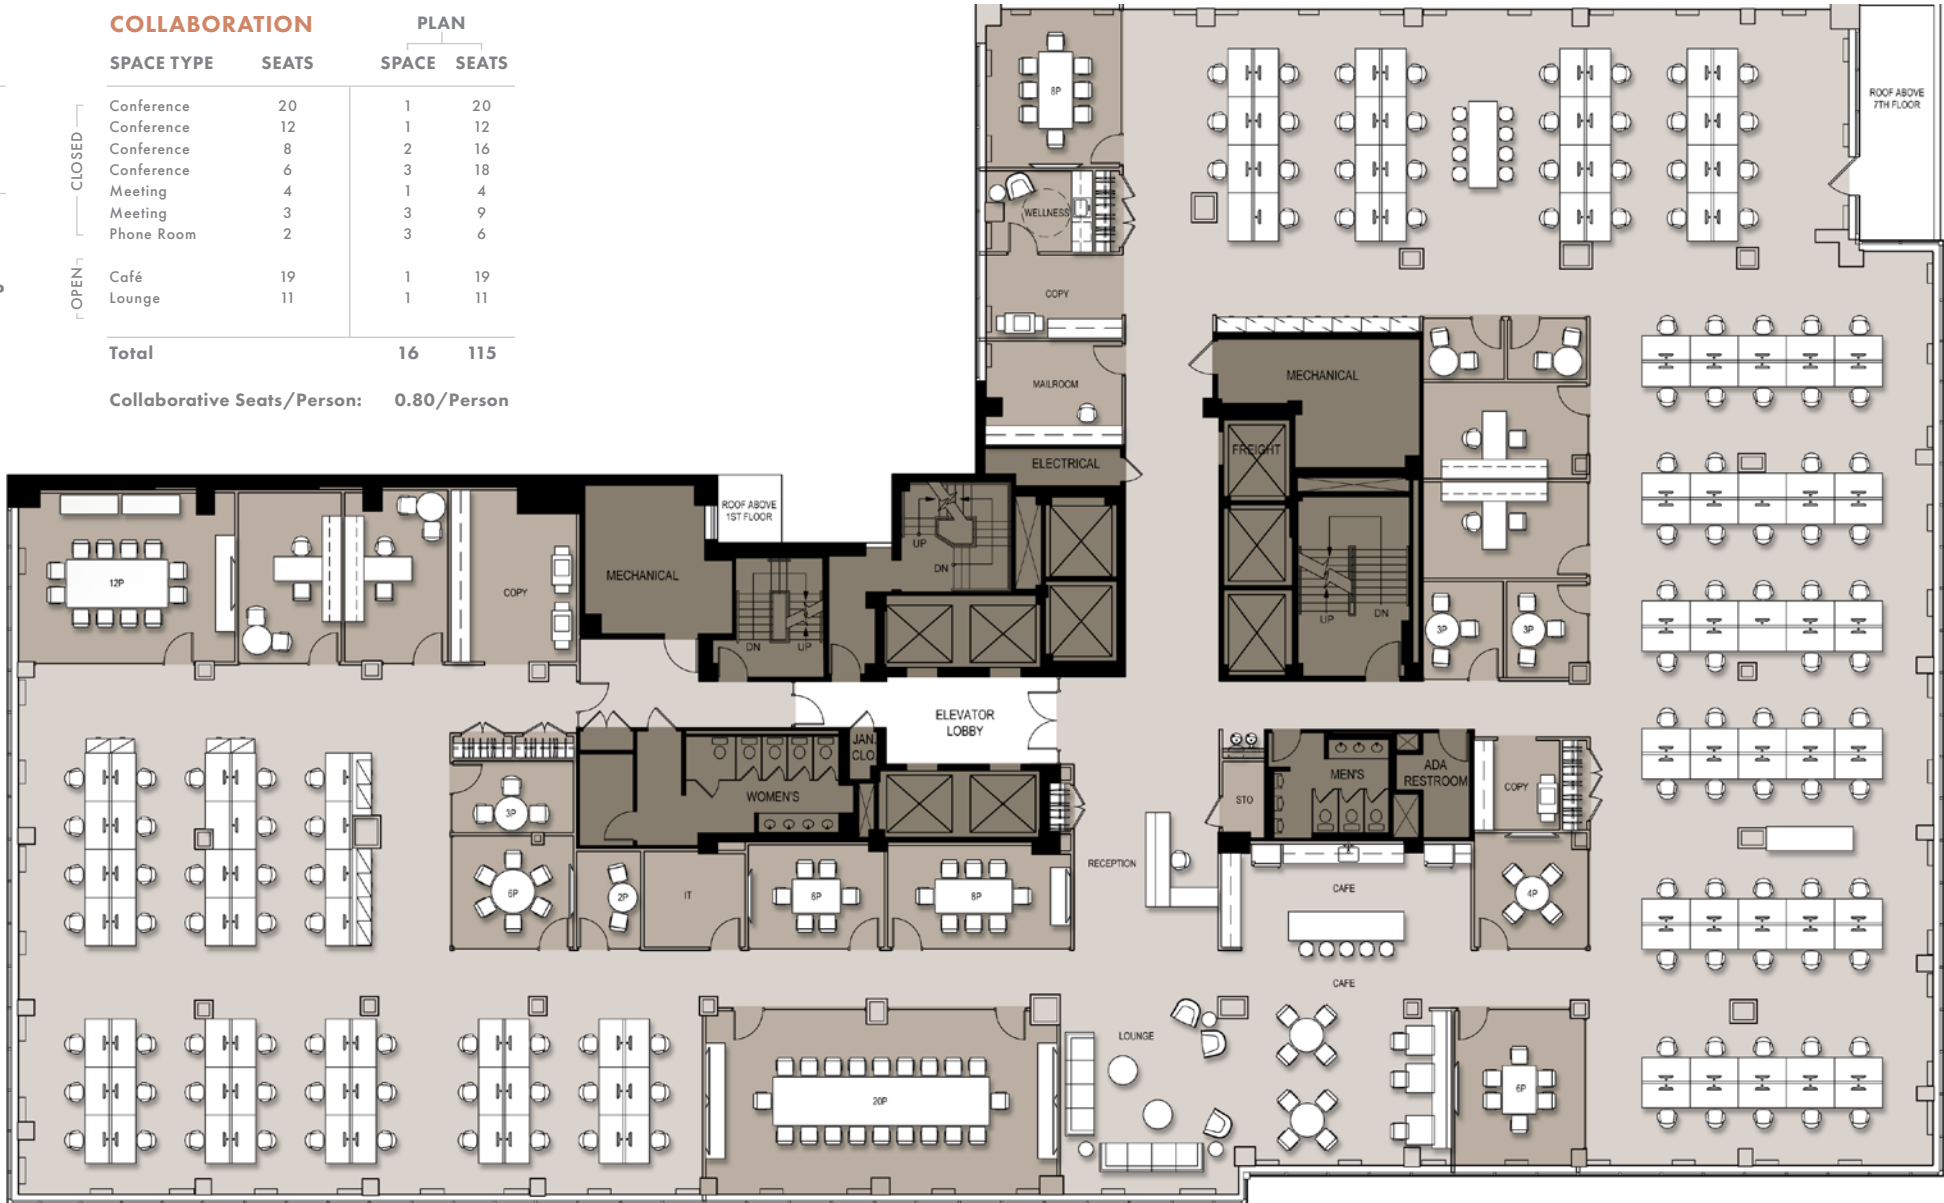 COLLABORATION
PLAN
SPACE TYPE SEATS SPACE SEATS
CLOSED
Conference 20 1 20
Conference 12 1 12
Conference 8 2 16
Conference 6 3 18
Meeting 4 1 4
Meeting 3 3 9
Phone Room 2 3 6
OPEN
Café 19 1 19
Lounge 11 1 11
Total 16 115
Collaborative Seats/Person: 0.80/Person
8P
ROOF ABOVE
7TH FLOOR
WELLNESS
COPY
MAILROOM
MECHANICAL
FREIGHT
ELECTRICAL
ROOF ABOVE
1ST FLOOR
UP
DN
12P
COPY
MECHANICAL
DN
UP
UP
DN
3P
3P
ELEVATOR
LOBBY
JAN.
CLO.
WOMEN'S
MEN'S
ADA
RESTROOM
STO
COPY
3P
6P
2P
IT
6P
8P
RECEPTION
CAFE
4P
CAFE
LOUNGE
20P
6P